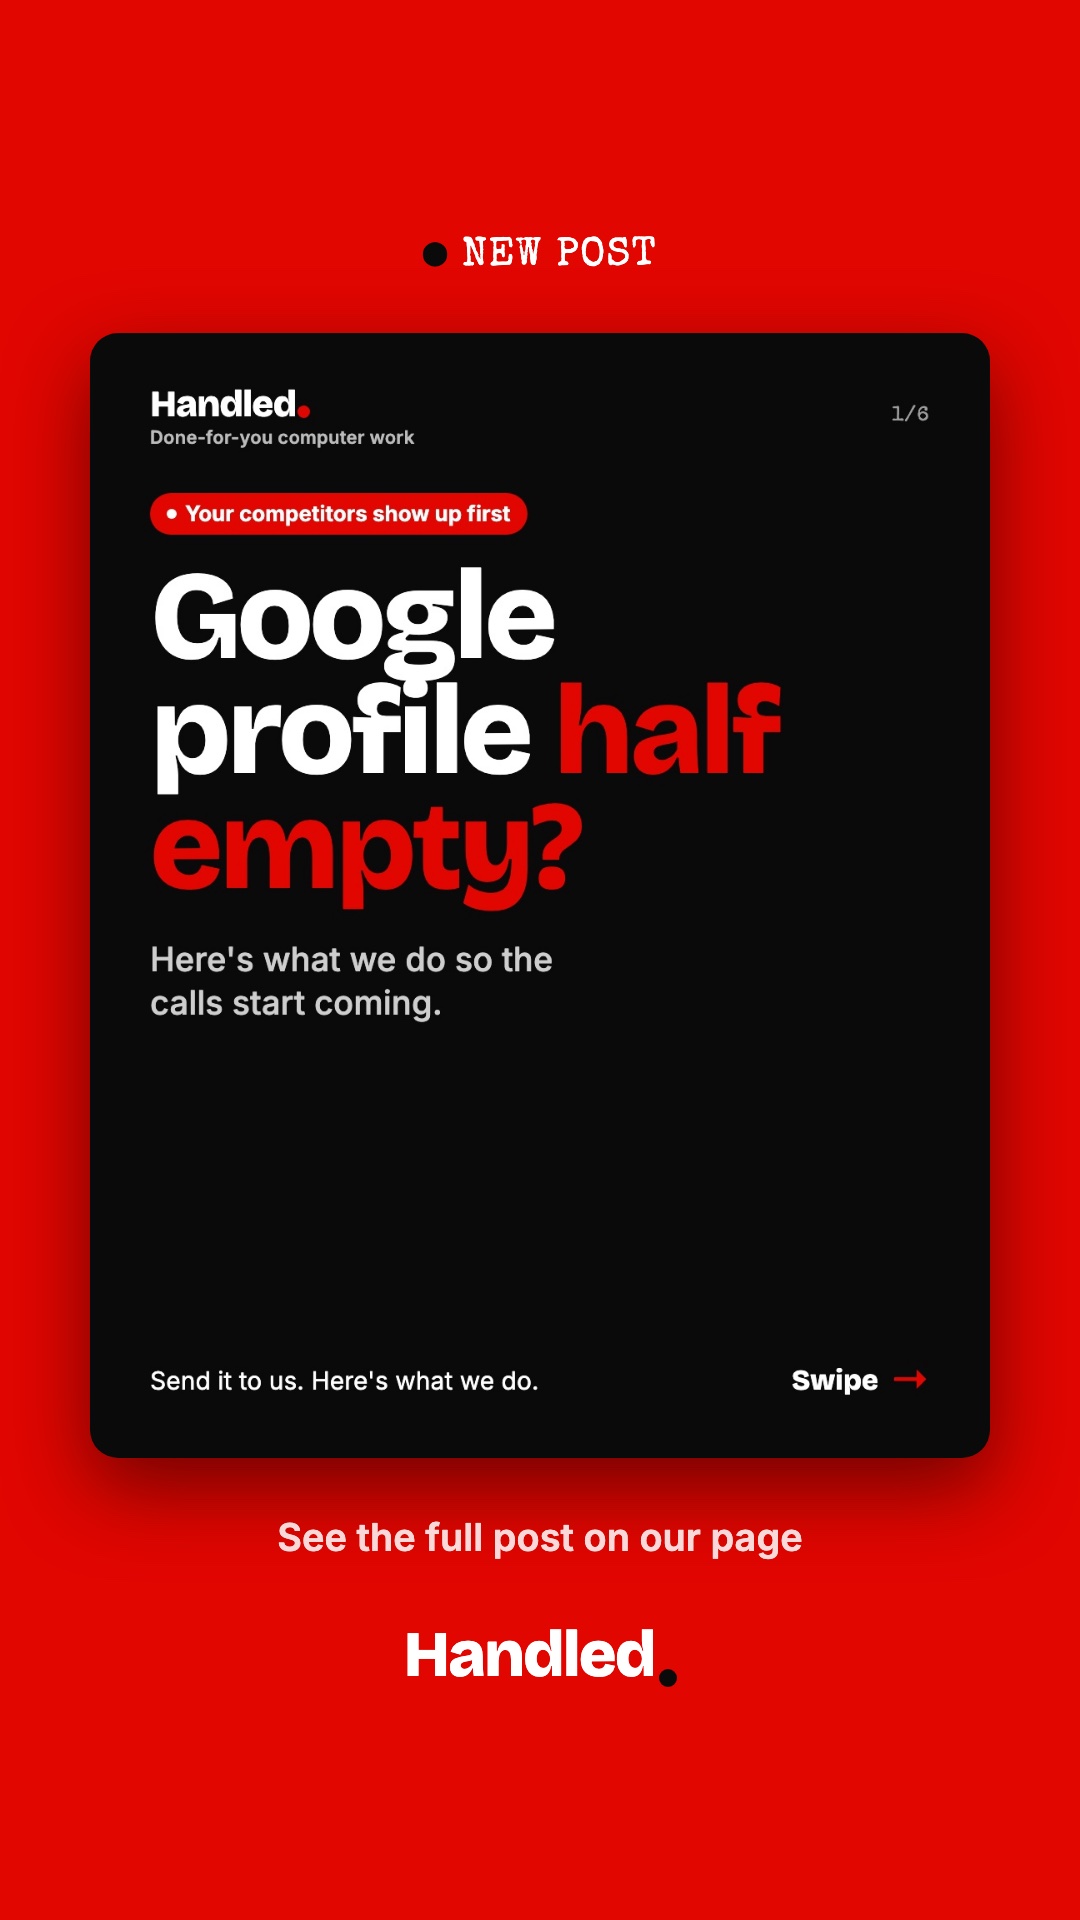 NEW POST
Handled.
Done-for-you computer work
1/6
Your competitors show up first
Google
profile half
empty?
Here's what we do so the
calls start coming.
Send it to us. Here's what we do.
Swipe →
See the full post on our page
Handled.